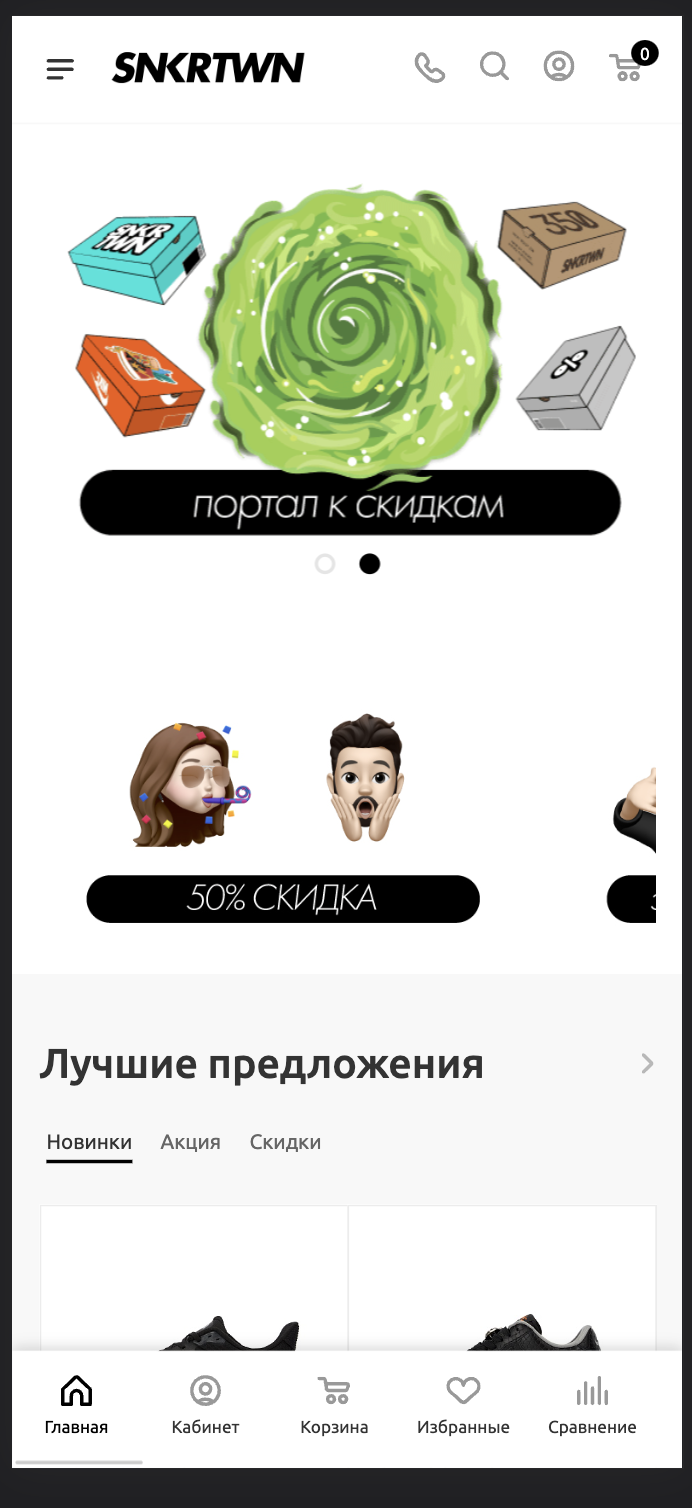 SNKRTWN
0
SNKR
TWN
350
SNKRTWN
портал к скидкам
50% СКИДКА
Лучшие предложения
Новинки Акция Скидки
Главная Кабинет Корзина Избранные Сравнение